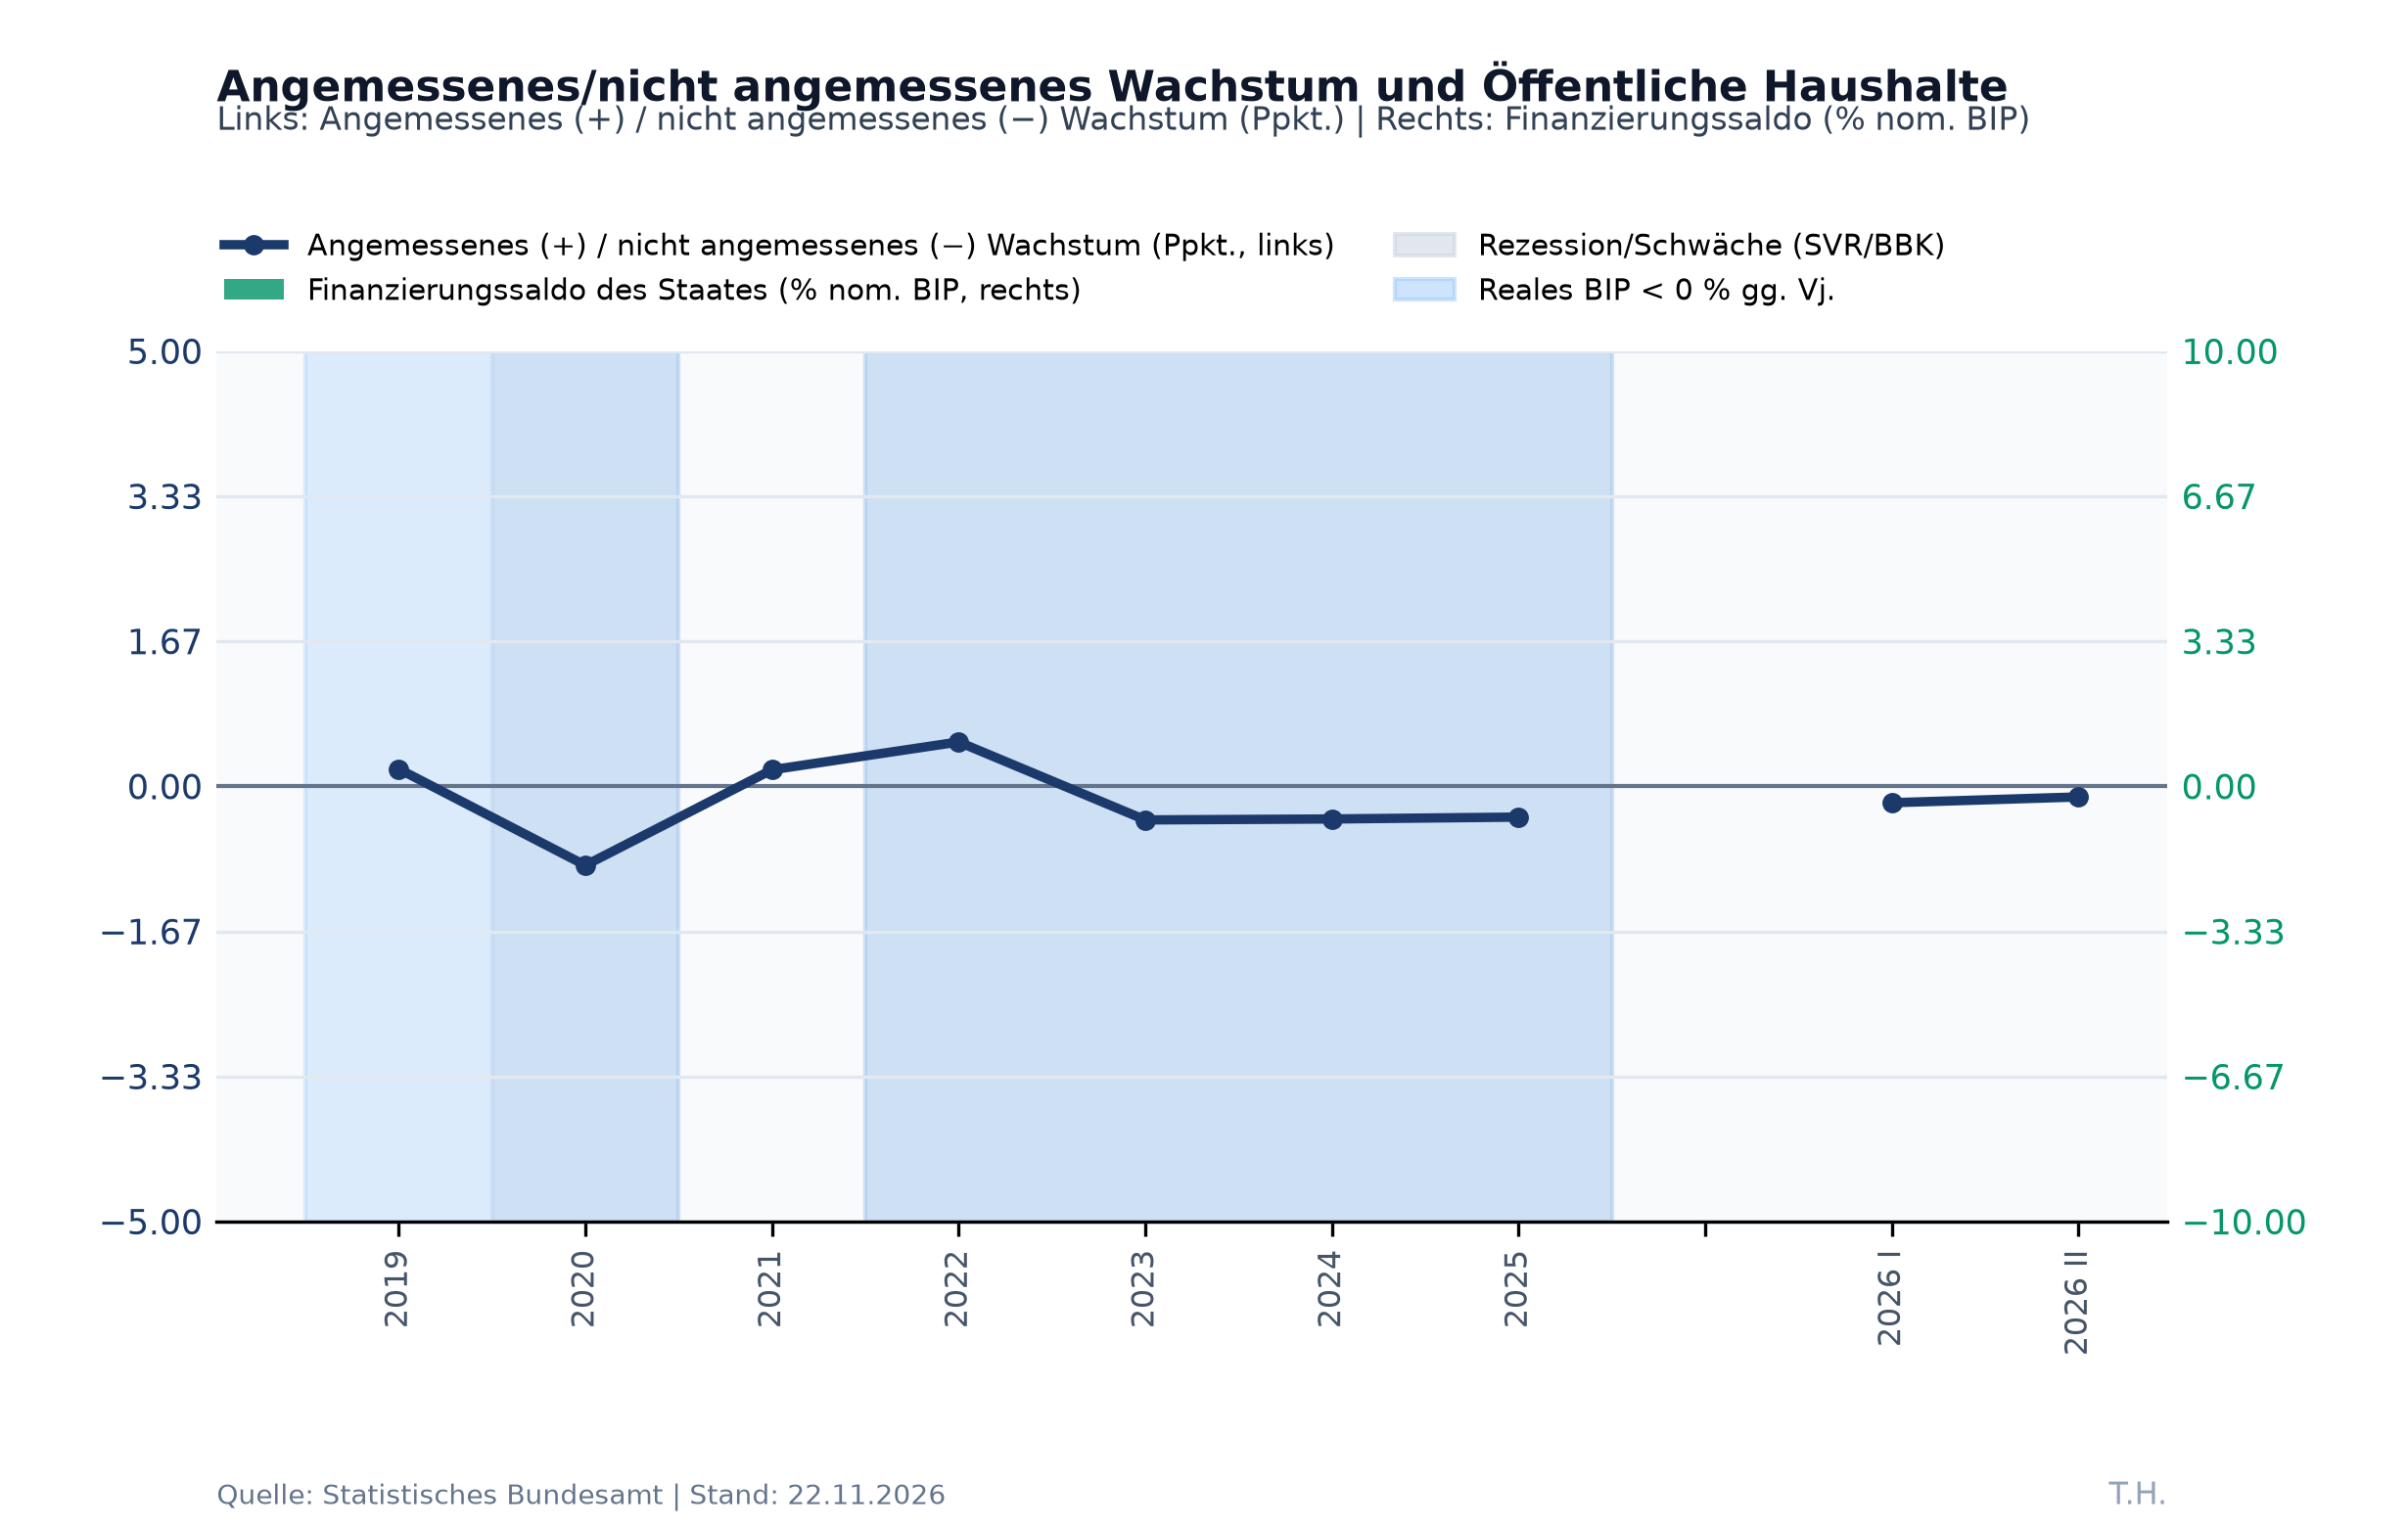 Angemessenes/nicht angemessenes Wachstum und Öffentliche Haushalte
Links: Angemessenes (+) / nicht angemessenes (−) Wachstum (Ppkt.) | Rechts: Finanzierungssaldo (% nom. BIP)
Angemessenes (+) / nicht angemessenes (−) Wachstum (Ppkt., links)
Finanzierungssaldo des Staates (% nom. BIP, rechts)
Rezession/Schwäche (SVR/BBK)
Reales BIP < 0 % gg. Vj.
5.00
3.33
1.67
0.00
−1.67
−3.33
−5.00
10.00
6.67
3.33
0.00
−3.33
−6.67
−10.00
2019
2020
2021
2022
2023
2024
2025
2026 I
2026 II
Quelle: Statistisches Bundesamt | Stand: 22.11.2026
T.H.